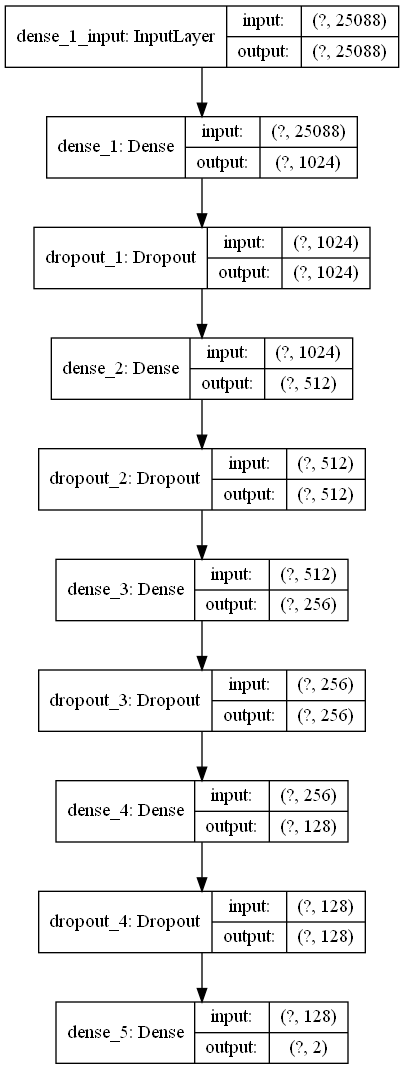 dense_1_input: InputLayer input: (?, 25088)
output: (?, 25088)
dense_1: Dense input: (?, 25088)
output: (?, 1024)
dropout_1: Dropout input: (?, 1024)
output: (?, 1024)
dense_2: Dense input: (?, 1024)
output: (?, 512)
dropout_2: Dropout input: (?, 512)
output: (?, 512)
dense_3: Dense input: (?, 512)
output: (?, 256)
dropout_3: Dropout input: (?, 256)
output: (?, 256)
dense_4: Dense input: (?, 256)
output: (?, 128)
dropout_4: Dropout input: (?, 128)
output: (?, 128)
dense_5: Dense input: (?, 128)
output: (?, 2)